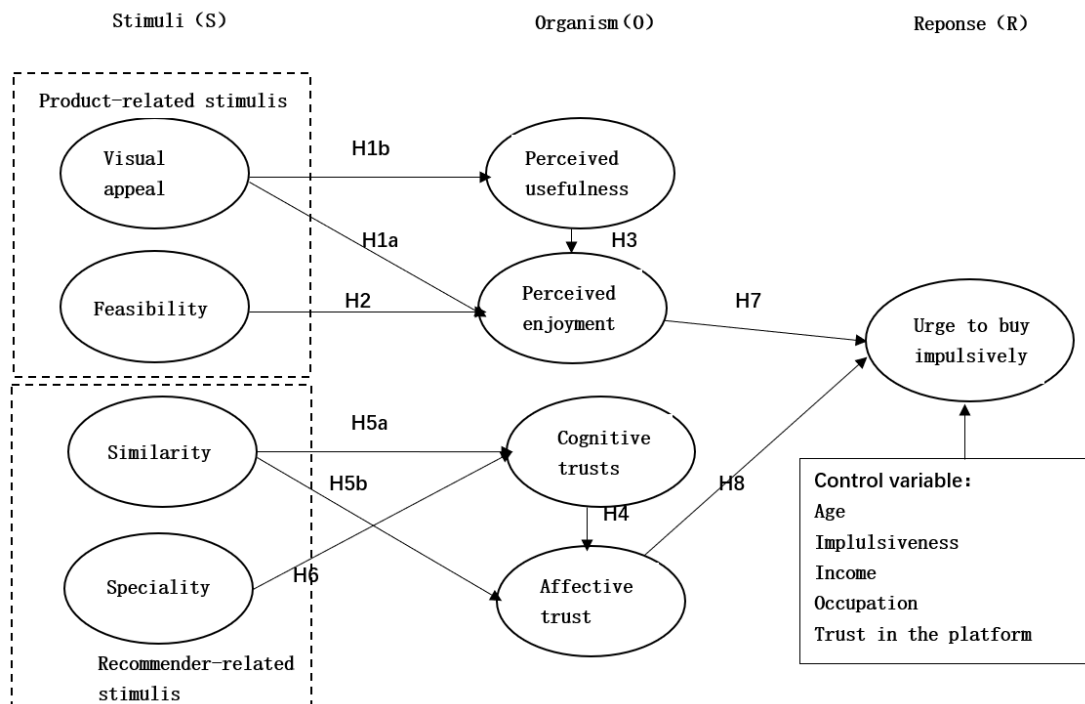 Stimuli (S)
Organism (O)
Reponse (R)
Product-related stimulis
Visual
appeal
H1b
Perceived
usefulness
H1a
H3
Feasibility
H2
Perceived
enjoyment
H7
Urge to buy
impulsively
Similarity
H5a
Cognitive
trusts
H5b
H8
H4
Speciality
H6
Affective
trust
Recommender-related
stimulis
Control variable:
Age
Implulsiveness
Income
Occupation
Trust in the platform